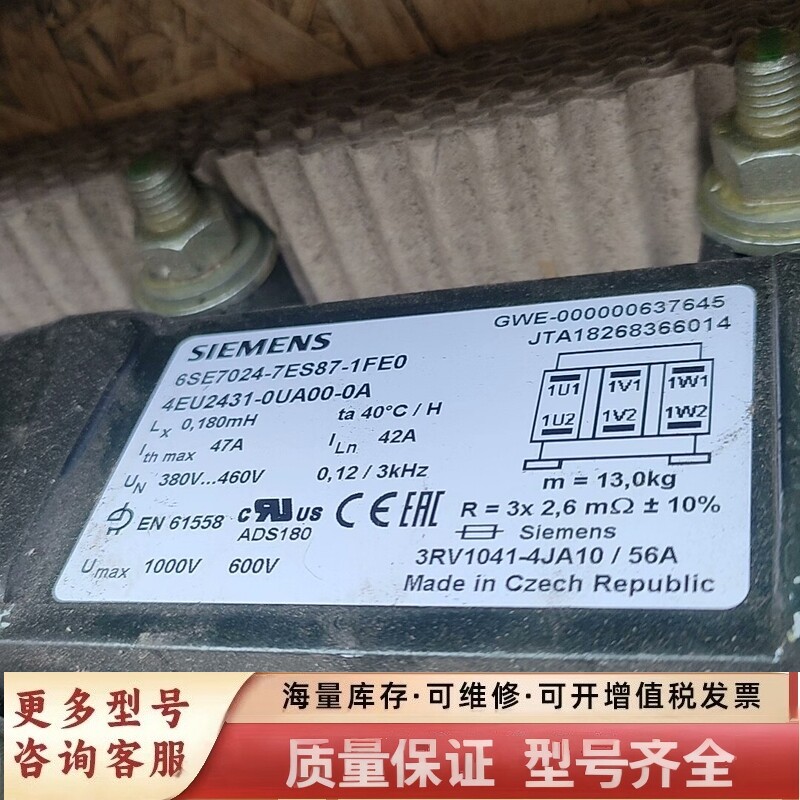 SIEMENS
GWE-000000637645
JTA18268366014
6SE7024-7ES87-1FE0
4EU2431-0UA00-0A
Lx 0,180mH ta 40°C / H
Ith max 47A ILn 42A
UN 380V...460V 0,12 / 3kHz
1U1 1V1 1W1
1U2 1V2 1W2
m = 13,0kg
EN 61558 c RU US CE EAC R = 3x 2,6 mΩ ± 10%
ADS180 Siemens
Umax 1000V 600V 3RV1041-4JA10 / 56A
Made in Czech Republic
更多型号
咨询客服
海量库存·可维修·可开增值税发票
质量保证 型号齐全